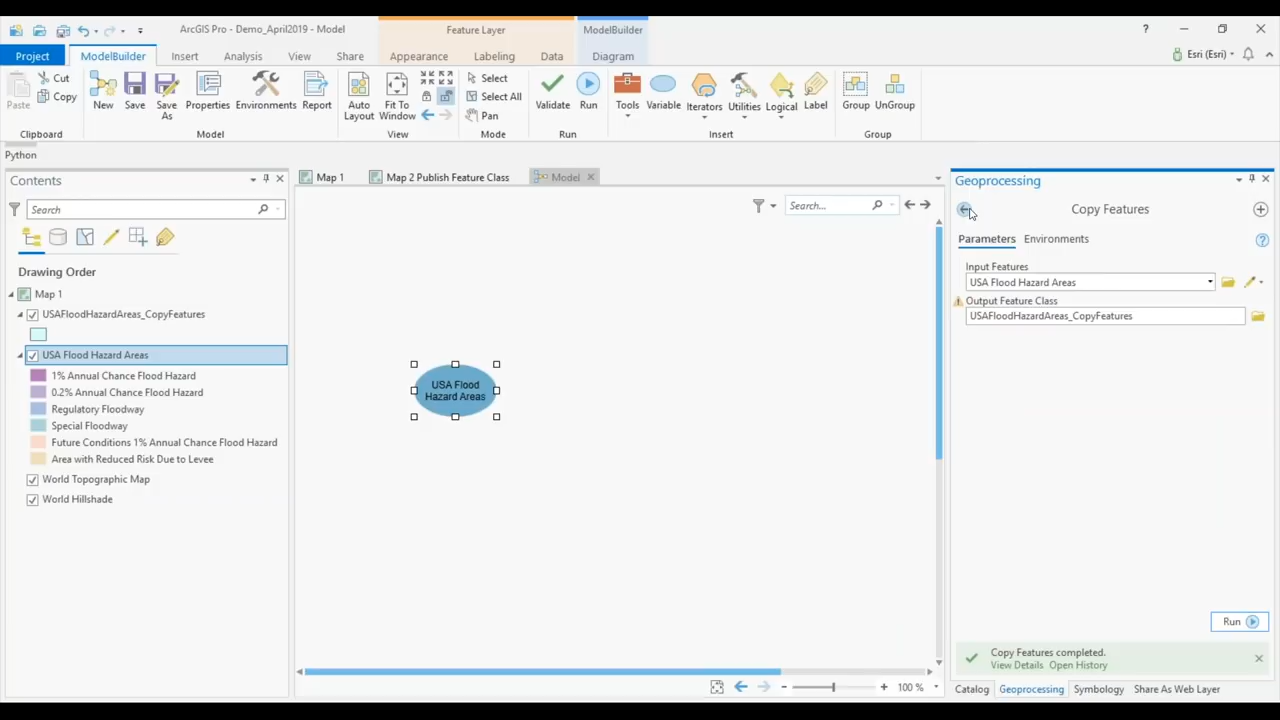 ArcGIS Pro - Demo_April2019 - Model
Feature Layer
ModelBuilder
?
Project
ModelBuilder
Insert
Analysis
View
Share
Appearance
Labeling
Data
Diagram
Esri (Esri)
Paste
Cut
Copy
Clipboard
New
Save
Save
As
Properties
Environments
Report
Model
Auto
Layout
Fit To
Window
View
Select
Select All
Pan
Mode
Validate
Run
Run
Tools
Variable
Iterators
Utilities
Logical
Label
Insert
Group
UnGroup
Group
Python
Contents
Search
Drawing Order
Map 1
USAFloodHazardAreas_CopyFeatures
USA Flood Hazard Areas
1% Annual Chance Flood Hazard
0.2% Annual Chance Flood Hazard
Regulatory Floodway
Special Floodway
Future Conditions 1% Annual Chance Flood Hazard
Area with Reduced Risk Due to Levee
World Topographic Map
World Hillshade
Map 1
Map 2 Publish Feature Class
Model
Search...
USA Flood
Hazard Areas
100 %
Geoprocessing
Copy Features
Parameters
Environments
?
Input Features
USA Flood Hazard Areas
Output Feature Class
USAFloodHazardAreas_CopyFeatures
Run
Copy Features completed.
View Details Open History
Catalog
Geoprocessing
Symbology
Share As Web Layer